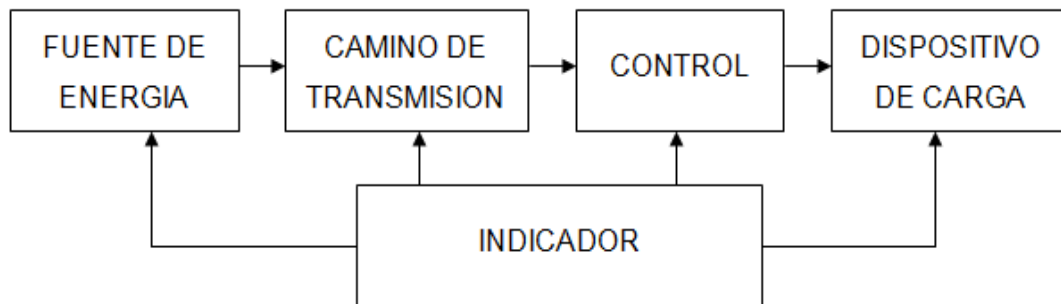 FUENTE DE
ENERGIA
CAMINO DE
TRANSMISION
CONTROL
DISPOSITIVO
DE CARGA
INDICADOR